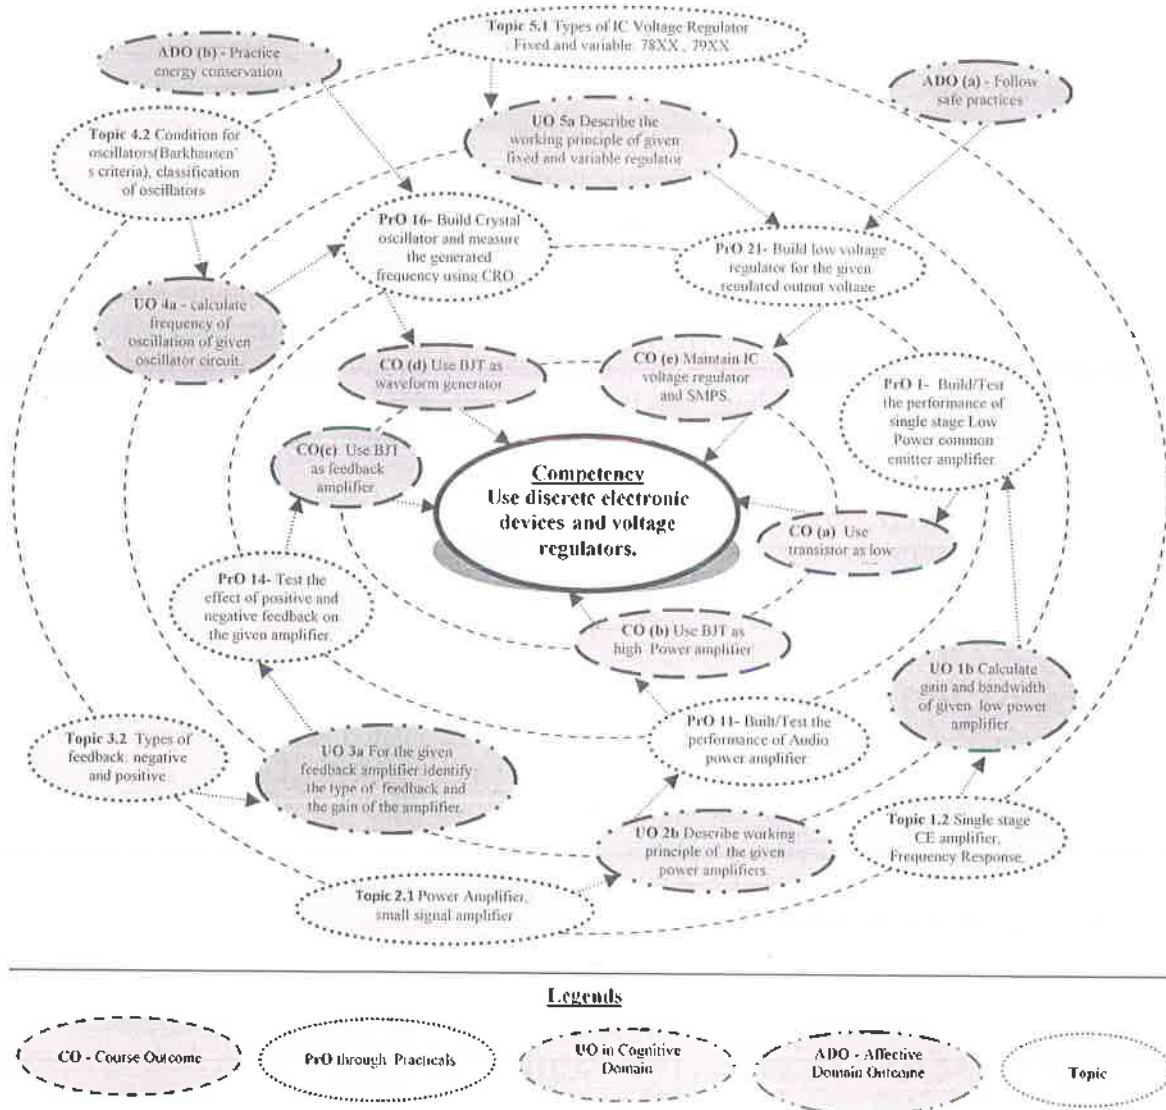 Topic 5.1 Types of IC Voltage Regulator
. Fixed and variable 78XX , 79XX
ADO (b) - Practice
energy conservation
ADO (a) - Follow
safe practices
Topic 4.2 Condition for
oscillators(Barkhausen'
s criteria), classification
of oscillators
UO 5a Describe the
working principle of given
fixed and variable regulator
PrO 16- Build Crystal
oscillator and measure
the generated
frequency using CRO.
PrO 21- Build low voltage
regulator for the given
regulated output voltage
UO 4a - calculate
frequency of
oscillation of given
oscillator circuit.
CO (d) Use BJT as
waveform generator
CO (e) Maintain IC
voltage regulator
and SMPS.
PrO 1- Build/Test
the performance of
single stage Low
Power common
emitter amplifier.
CO(c) Use BJT
as feedback
amplifier
Competency
Use discrete electronic
devices and voltage
regulators.
CO (a) Use
transistor as low
PrO 14- Test the
effect of positive and
negative feedback on
the given amplifier.
CO (b) Use BJT as
high Power amplifier
UO 1b Calculate
gain and bandwidth
of given low power
amplifier.
Topic 3.2 Types of
feedback: negative
and positive
UO 3a For the given
feedback amplifier identify
the type of feedback and
the gain of the amplifier.
PrO 11- Built/Test the
performance of Audio
power amplifier
UO 2b Describe working
principle of the given
power amplifiers.
Topic 1.2 Single stage
CE amplifier,
Frequency Response,
Topic 2.1 Power Amplifier,
small signal amplifier
Legends
CO - Course Outcome
PrO through Practicals
UO in Cognitive
Domain
ADO - Affective
Domain Outcome
Topic